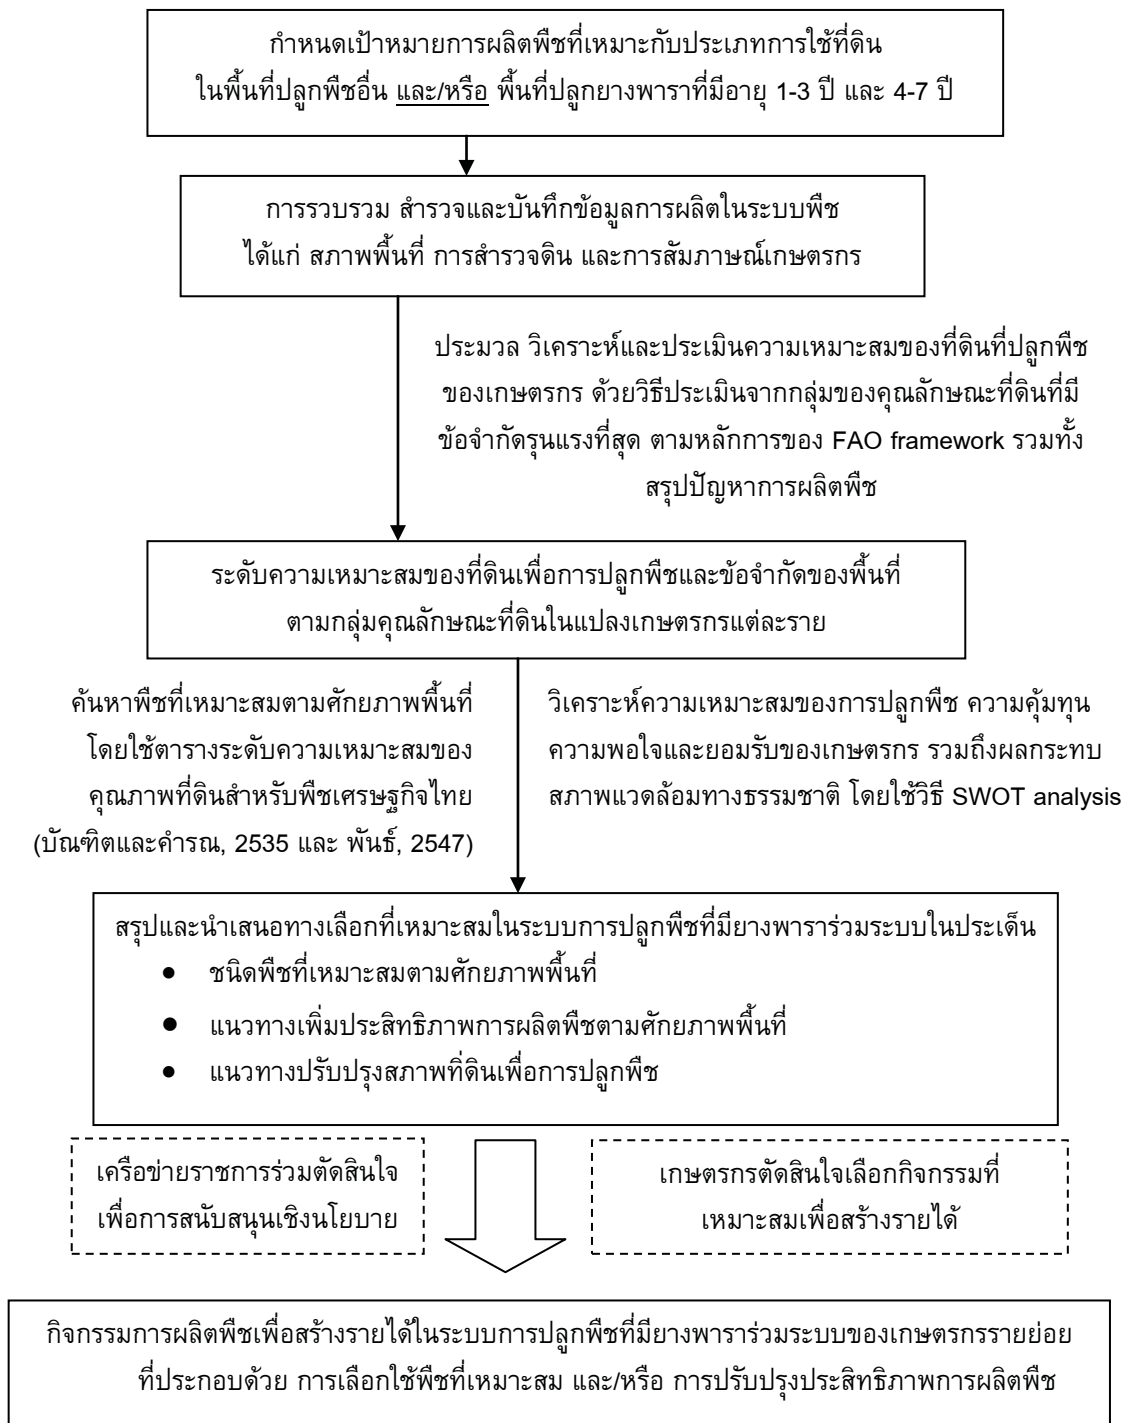 กำหนดเป้าหมายการผลิตพืชที่เหมาะกับประเภทการใช้ที่ดิน
ในพื้นที่ปลูกพืชอื่น และ/หรือ พื้นที่ปลูกยางพาราที่มีอายุ 1-3 ปี และ 4-7 ปี
การรวบรวม สำรวจและบันทึกข้อมูลการผลิตในระบบพืช
ได้แก่ สภาพพื้นที่ การสำรวจดิน และการสัมภาษณ์เกษตรกร
ประมวล วิเคราะห์และประเมินความเหมาะสมของที่ดินที่ปลูกพืช
ของเกษตรกร ด้วยวิธีประเมินจากกลุ่มของคุณลักษณะที่ดินที่มี
ข้อจำกัดรุนแรงที่สุด ตามหลักการของ FAO framework รวมทั้ง
สรุปปัญหาการผลิตพืช
ระดับความเหมาะสมของที่ดินเพื่อการปลูกพืชและข้อจำกัดของพื้นที่
ตามกลุ่มคุณลักษณะที่ดินในแปลงเกษตรกรแต่ละราย
ค้นหาพืชที่เหมาะสมตามศักยภาพพื้นที่
โดยใช้ตารางระดับความเหมาะสมของ
คุณภาพที่ดินสำหรับพืชเศรษฐกิจไทย
(บัณฑิตและคำรณ, 2535 และ พันธ์, 2547)
วิเคราะห์ความเหมาะสมของการปลูกพืช ความคุ้มทุน
ความพอใจและยอมรับของเกษตรกร รวมถึงผลกระทบ
สภาพแวดล้อมทางธรรมชาติ โดยใช้วิธี SWOT analysis
สรุปและนำเสนอทางเลือกที่เหมาะสมในระบบการปลูกพืชที่มียางพาราร่วมระบบในประเด็น
● ชนิดพืชที่เหมาะสมตามศักยภาพพื้นที่
● แนวทางเพิ่มประสิทธิภาพการผลิตพืชตามศักยภาพพื้นที่
● แนวทางปรับปรุงสภาพที่ดินเพื่อการปลูกพืช
เครือข่ายราชการร่วมตัดสินใจ
เพื่อการสนับสนุนเชิงนโยบาย
เกษตรกรตัดสินใจเลือกกิจกรรมที่
เหมาะสมเพื่อสร้างรายได้
กิจกรรมการผลิตพืชเพื่อสร้างรายได้ในระบบการปลูกพืชที่มียางพาราร่วมระบบของเกษตรกรรายย่อย
ที่ประกอบด้วย การเลือกใช้พืชที่เหมาะสม และ/หรือ การปรับปรุงประสิทธิภาพการผลิตพืช